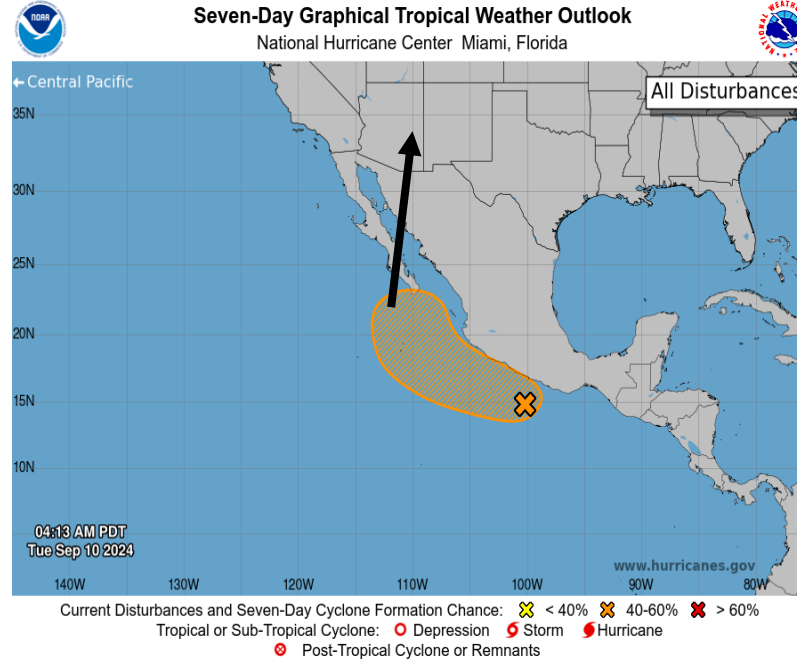 Seven-Day Graphical Tropical Weather Outlook
National Hurricane Center Miami, Florida
NOAA
← Central Pacific
All Disturbances
35N
30N
25N
20N
15N
10N
04:13 AM PDT
Tue Sep 10 2024
www.hurricanes.gov
140W 130W 120W 110W 100W 90W 80W
Current Disturbances and Seven-Day Cyclone Formation Chance: < 40% 40-60% > 60%
Tropical or Sub-Tropical Cyclone: Depression Storm Hurricane
Post-Tropical Cyclone or Remnants